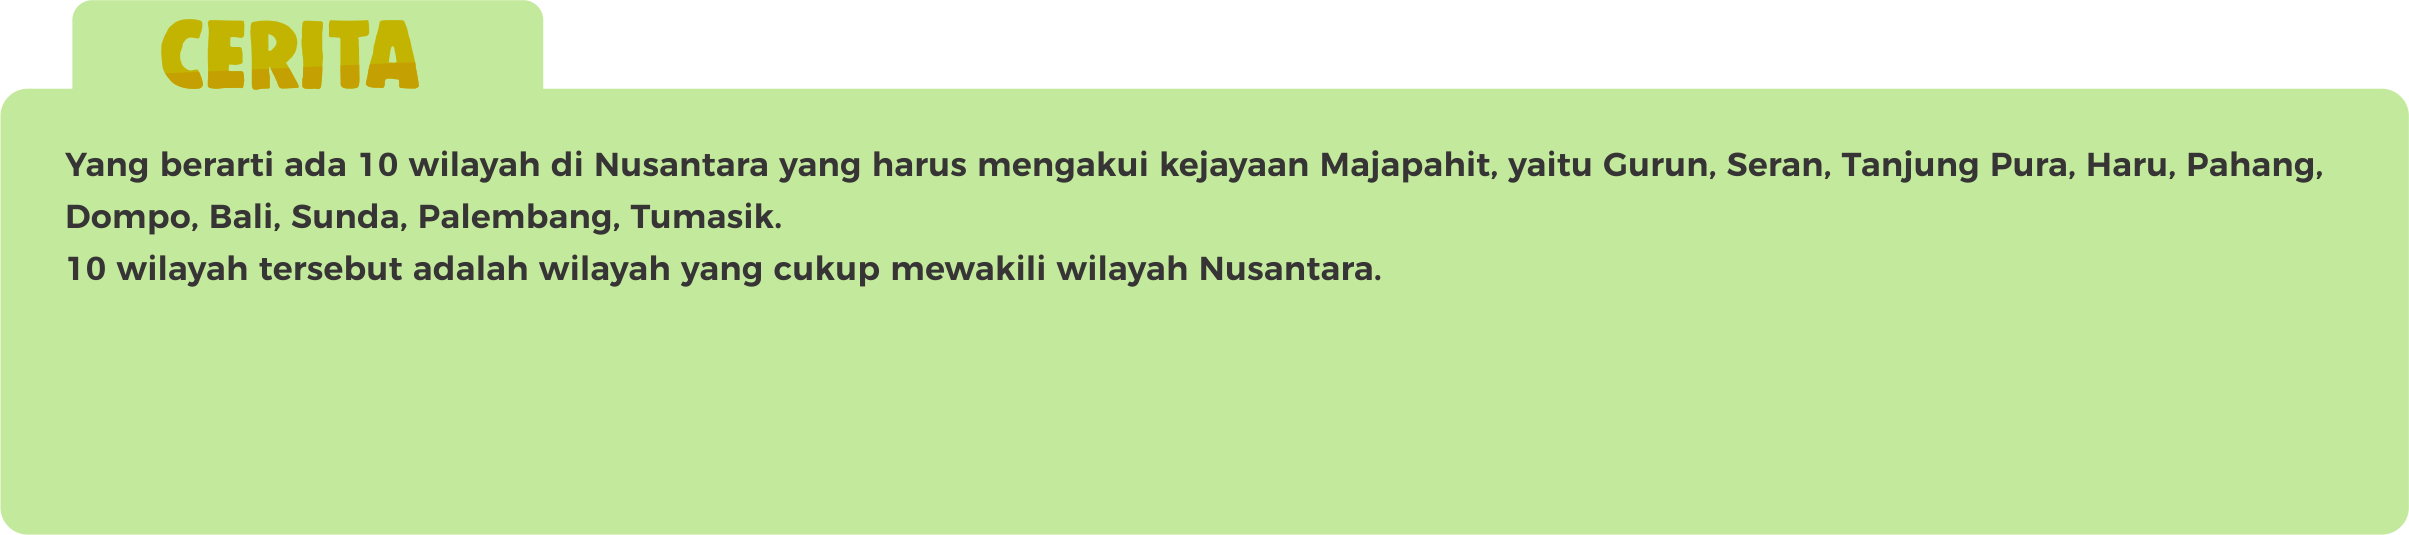 CERITA
Yang berarti ada 10 wilayah di Nusantara yang harus mengakui kejayaan Majapahit, yaitu Gurun, Seran, Tanjung Pura, Haru, Pahang,
Dompo, Bali, Sunda, Palembang, Tumasik.
10 wilayah tersebut adalah wilayah yang cukup mewakili wilayah Nusantara.